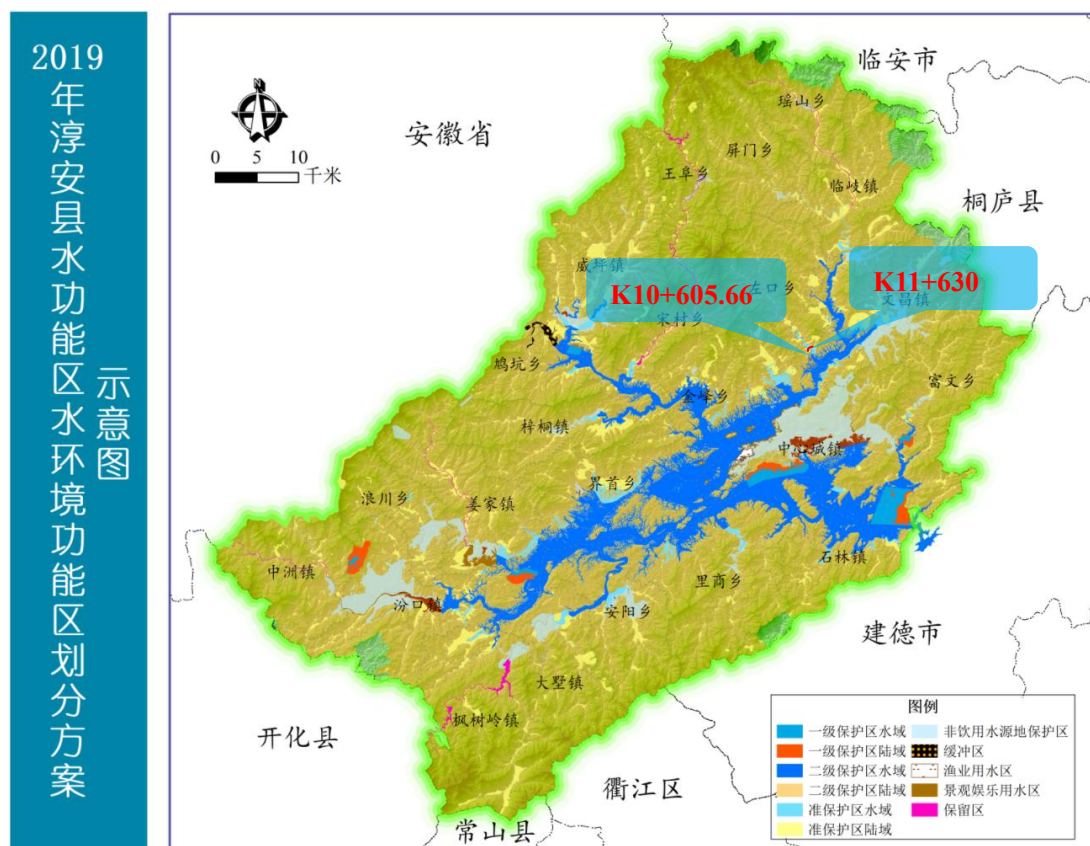 2019年淳安县水功能区水环境功能区划分方案
示意图
临安市
安徽省
瑶山乡
屏门乡
王阜乡
临岐镇
桐庐县
0 5 10 千米
威坪镇
K10+605.66
左口乡
K11+630
文昌镇
宋村乡
鸠坑乡
富文乡
金峰乡
梓桐镇
中心城镇
界首乡
浪川乡
姜家镇
石林镇
中洲镇
里商乡
汾口镇
安阳乡
建德市
大墅镇
枫树岭镇
开化县
衢江区
常山县
图例
一级保护区水域
非饮用水源地保护区
一级保护区陆域
缓冲区
二级保护区水域
渔业用水区
二级保护区陆域
景观娱乐用水区
准保护区水域
保留区
准保护区陆域